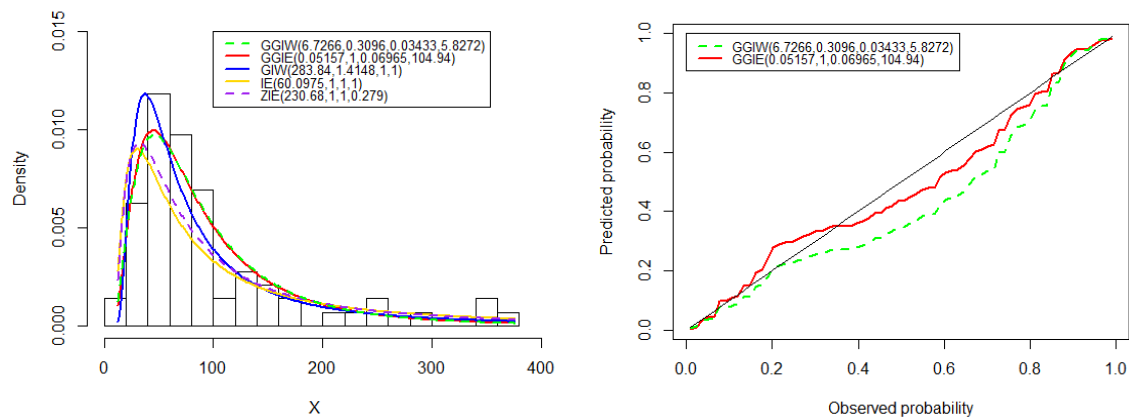 0.015
0.010
0.005
0.000
Density
GGIW(6.7266,0.3096,0.03433,5.8272)
GGIE(0.05157,1,0.06965,104.94)
GIW(283.84,1.4148,1,1)
IE(60.0975,1,1,1)
ZIE(230.68,1,1,0.279)
0
100
200
300
400
X
1.0
0.8
0.6
0.4
0.2
0.0
Predicted probability
GGIW(6.7266,0.3096,0.03433,5.8272)
GGIE(0.05157,1,0.06965,104.94)
0.0
0.2
0.4
0.6
0.8
1.0
Observed probability